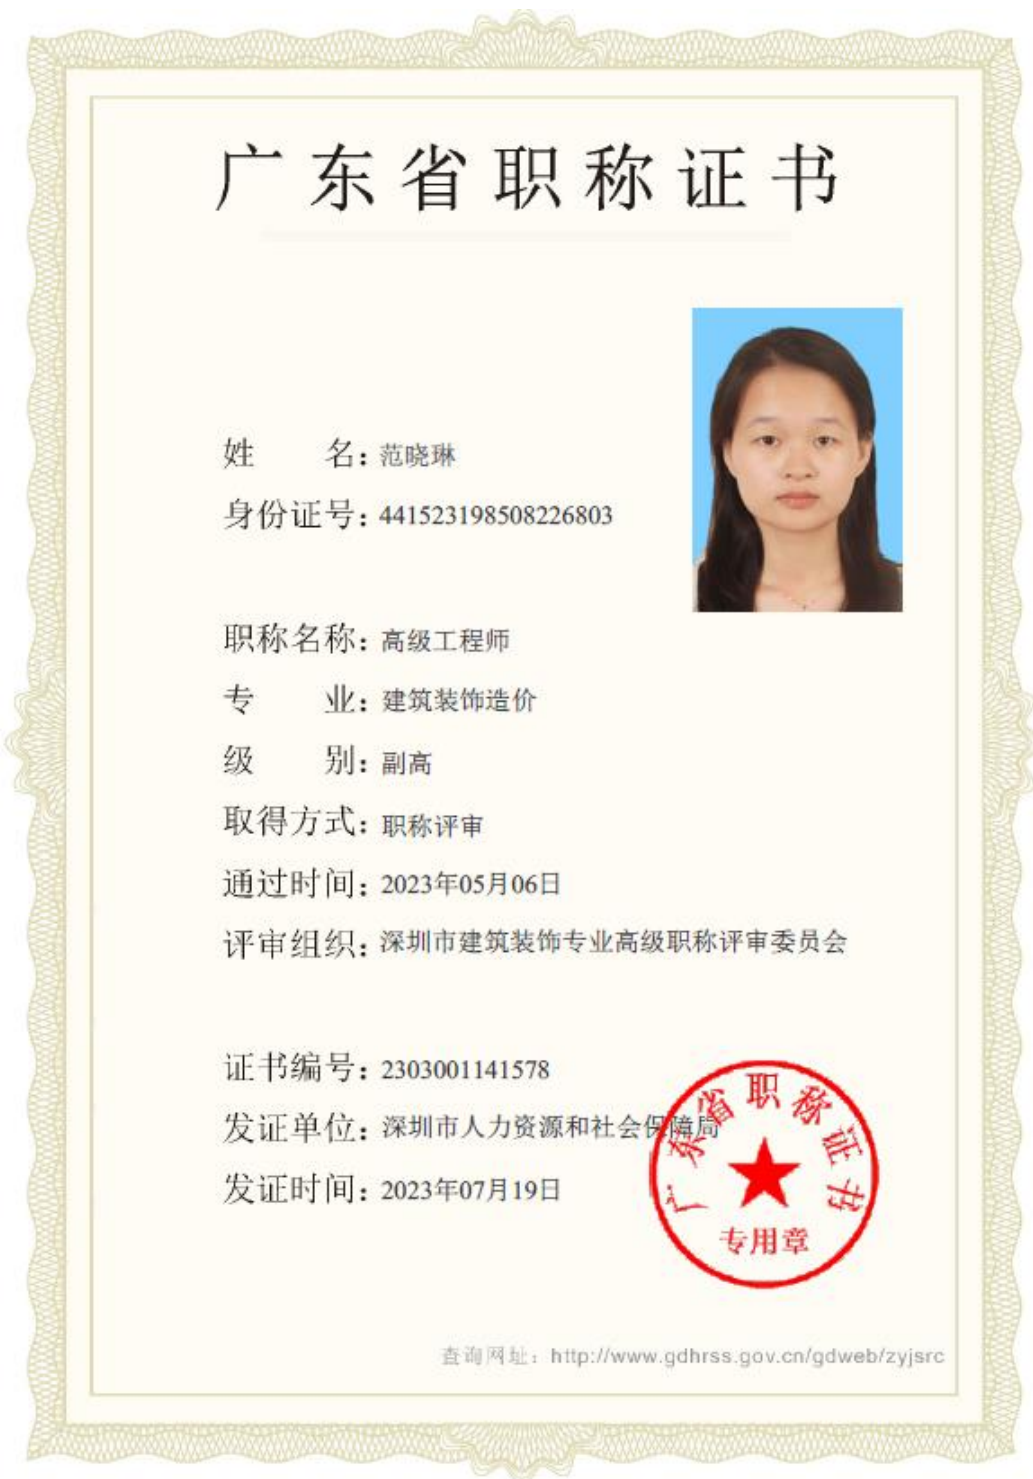 广东省职称证书
姓 名：范晓琳
身份证号：441523198508226803
职称名称：高级工程师
专 业：建筑装饰造价
级 别：副高
取得方式：职称评审
通过时间：2023年05月06日
评审组织：深圳市建筑装饰专业高级职称评审委员会
证书编号：2303001141578
发证单位：深圳市人力资源和社会保障局
发证时间：2023年07月19日
广东省职称证书
专用章
查询网址：http://www.gdhrss.gov.cn/gdweb/zyjsrc